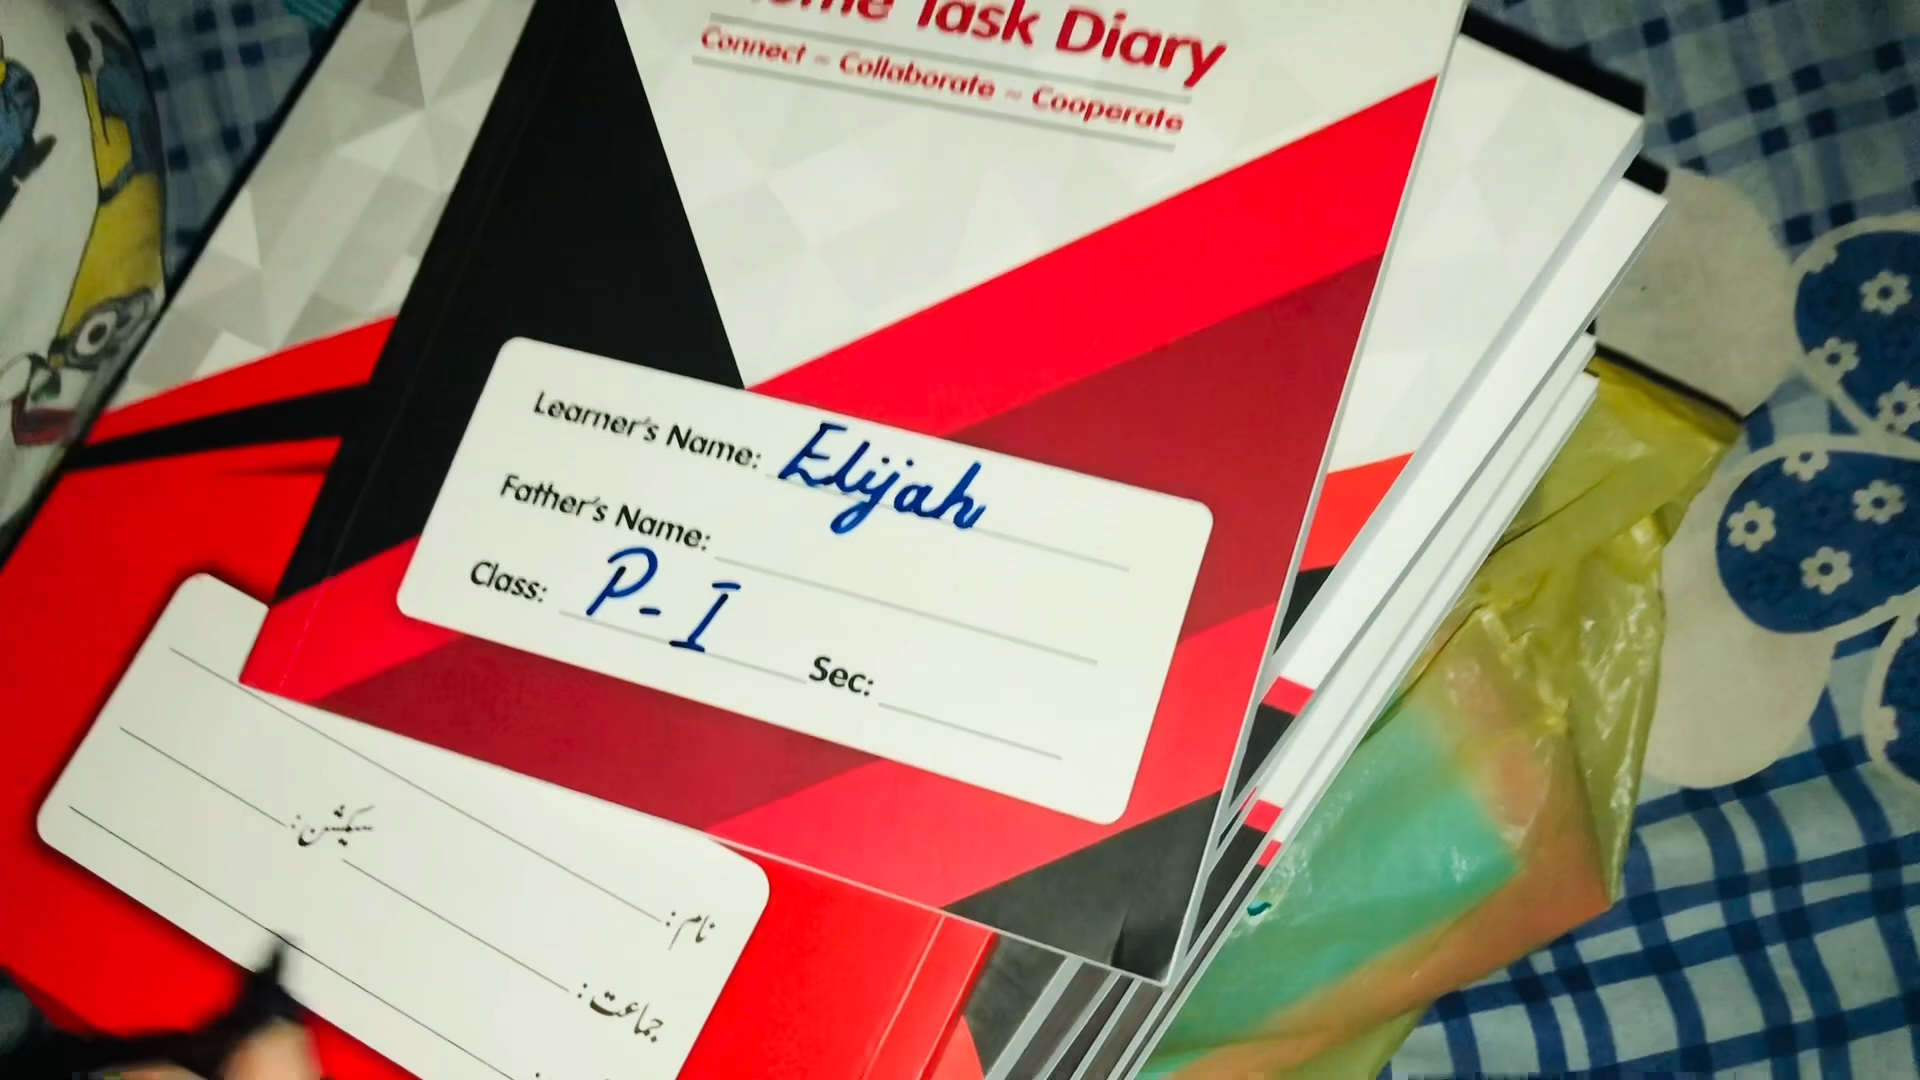 Task Diary
Connect ~ Collaborate ~ Cooperate
Learner's Name: Elijah
Father's Name:
Class: P-I Sec:
نام:
جماعت: سیکشن: